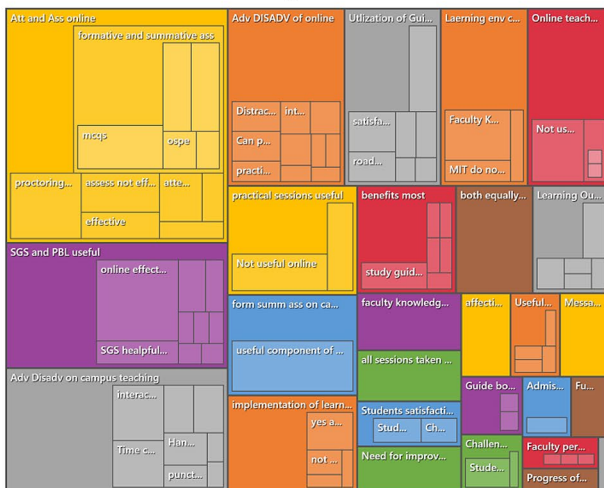 Att and Ass online
formative and summative ass
mcqs
ospe
proctoring...
assess not eff...
atte...
effective
Adv DISADV of online
Distrac...
int...
Can p...
practi...
Utlization of Gui...
satisfa...
road...
Laerning env c...
Faculty K...
MIT do no...
Online teach...
Not us...
SGS and PBL useful
online effect...
SGS healpful...
practical sessions useful
Not useful online
benefits most
study guid...
both equally...
Learning Ou...
form summ ass on ca...
useful component of ...
faculty knowledg...
affecti...
Useful...
Messa...
all sessions taken ...
Adv Disadv on campus teaching
interac...
Time c...
Han...
punct...
implementation of learn...
yes a...
not ...
Students satisfacti...
Stud...
Ch...
Need for improv...
Guide bo...
Admis...
Fu...
Challen...
Stude...
Faculty per...
Progress of...